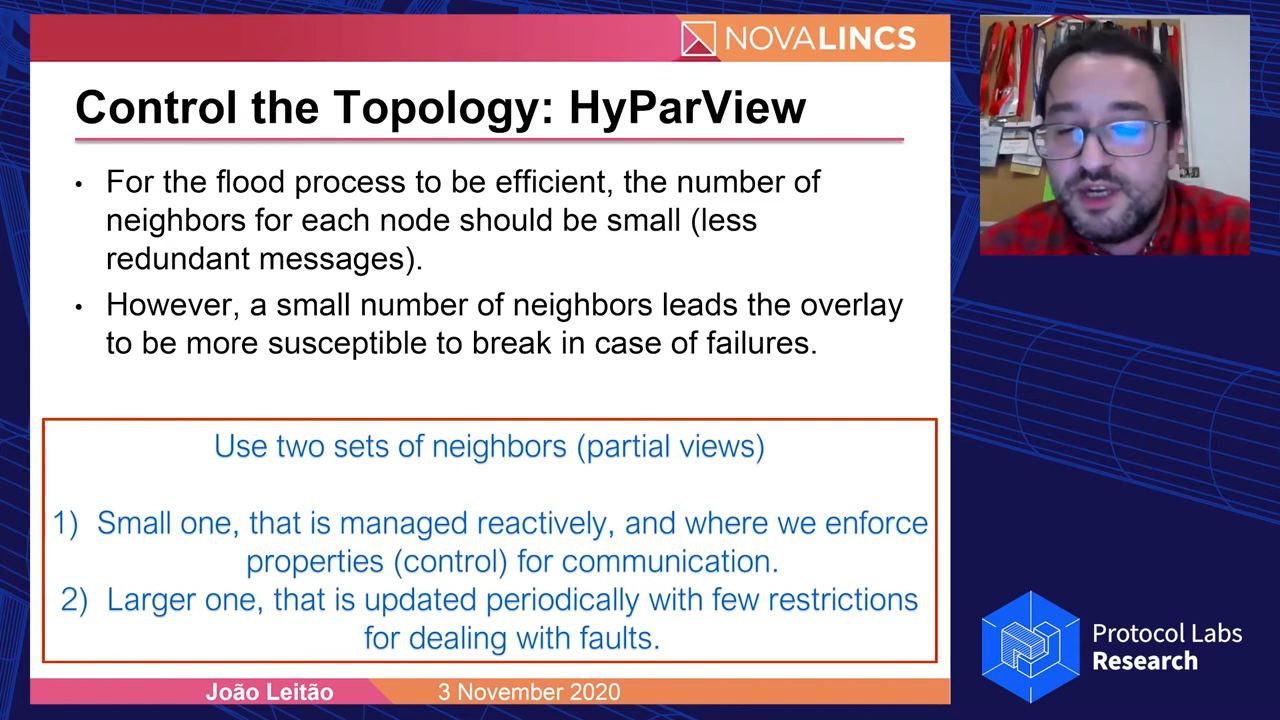 NOVALINCS
Control the Topology: HyParView
• For the flood process to be efficient, the number of
neighbors for each node should be small (less
redundant messages).
• However, a small number of neighbors leads the overlay
to be more susceptible to break in case of failures.
Use two sets of neighbors (partial views)
1) Small one, that is managed reactively, and where we enforce
properties (control) for communication.
2) Larger one, that is updated periodically with few restrictions
for dealing with faults.
João Leitão 3 November 2020
Protocol Labs
Research